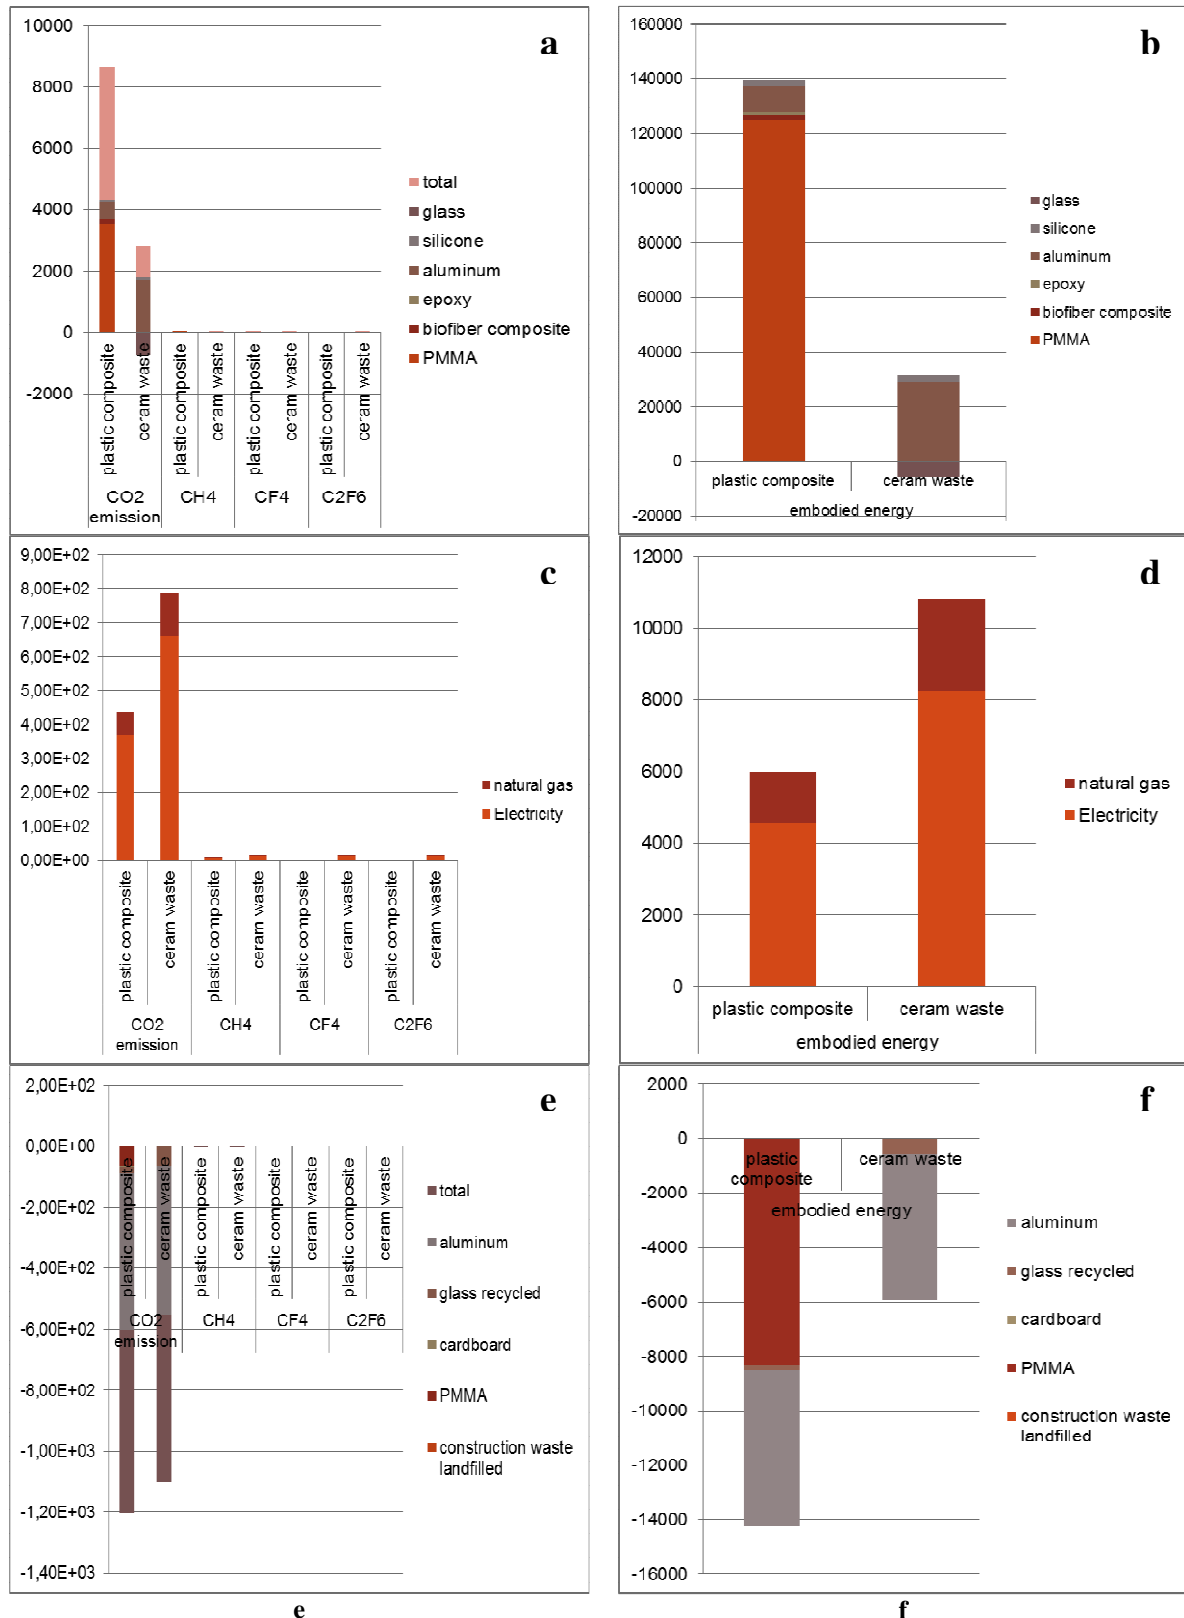 a
10000
8000
6000
4000
2000
0
-2000
plastic composite
ceram waste
plastic composite
ceram waste
plastic composite
ceram waste
plastic composite
ceram waste
CO2
emission
CH4
CF4
C2F6
total
glass
silicone
aluminum
epoxy
biofiber composite
PMMA
b
160000
140000
120000
100000
80000
60000
40000
20000
0
-20000
plastic composite
ceram waste
embodied energy
glass
silicone
aluminum
epoxy
biofiber composite
PMMA
c
9,00E+02
8,00E+02
7,00E+02
6,00E+02
5,00E+02
4,00E+02
3,00E+02
2,00E+02
1,00E+02
0,00E+00
plastic composite
ceram waste
plastic composite
ceram waste
plastic composite
ceram waste
plastic composite
ceram waste
CO2
emission
CH4
CF4
C2F6
natural gas
Electricity
d
12000
10000
8000
6000
4000
2000
0
plastic composite
ceram waste
embodied energy
natural gas
Electricity
e
2,00E+02
0,00E+00
-2,00E+02
-4,00E+02
-6,00E+02
-8,00E+02
-1,00E+03
-1,20E+03
-1,40E+03
plastic composite
ceram waste
plastic composite
ceram waste
plastic composite
ceram waste
plastic composite
ceram waste
CO2
emission
CH4
CF4
C2F6
total
aluminum
glass recycled
cardboard
PMMA
construction waste
landfilled
f
2000
0
-2000
-4000
-6000
-8000
-10000
-12000
-14000
-16000
plastic
composite
ceram waste
embodied energy
aluminum
glass recycled
cardboard
PMMA
construction waste
landfilled
e
f